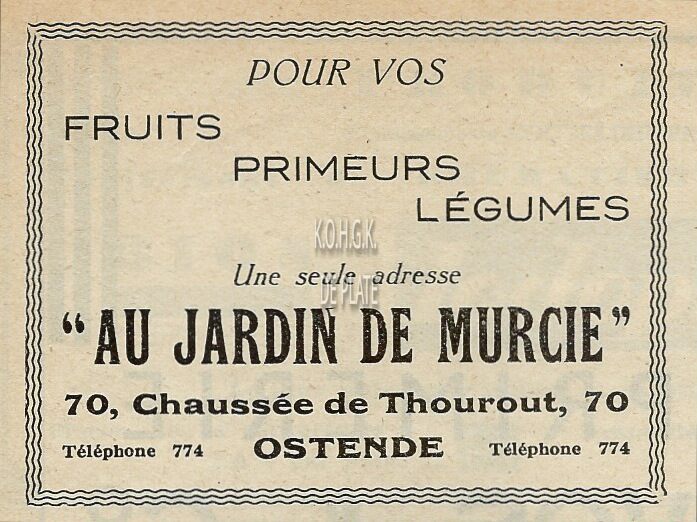 POUR VOS
FRUITS
PRIMEURS
LÉGUMES
K.O.H.G.K.
Une seule adresse
DE PLATE
"AU JARDIN DE MURCIE"
70, Chaussée de Thourout, 70
Téléphone 774 OSTENDE Téléphone 774